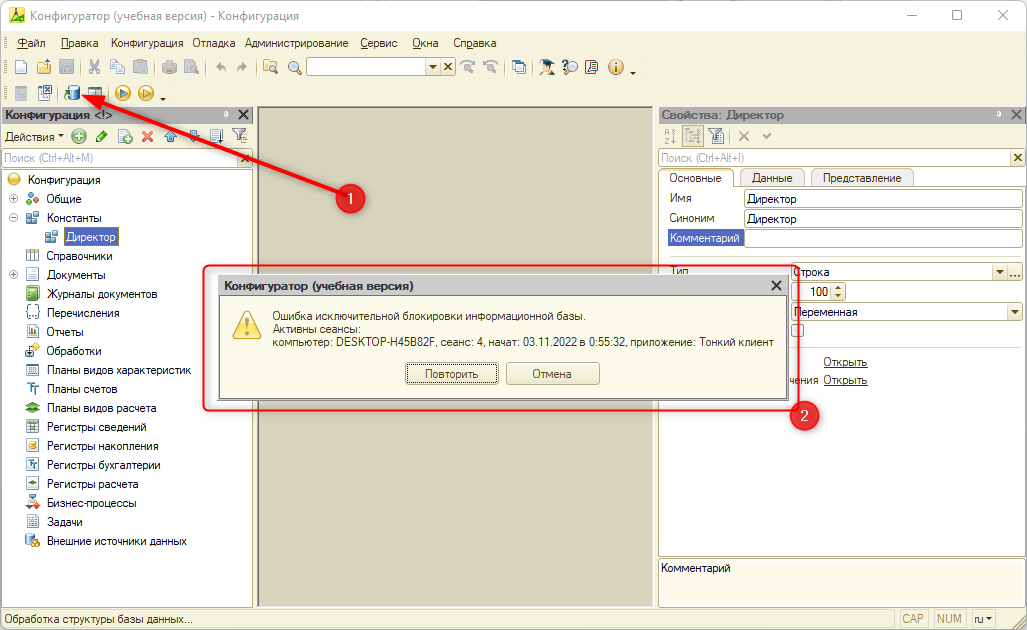 Конфигуратор (учебная версия) - Конфигурация
Файл Правка Конфигурация Отладка Администрирование Сервис Окна Справка
Конфигурация <!>
Действия
Поиск (Ctrl+Alt+M)
Конфигурация
Общие
Константы
Директор
Справочники
Документы
Журналы документов
Перечисления
Отчеты
Обработки
Планы видов характеристик
Планы счетов
Планы видов расчета
Регистры сведений
Регистры накопления
Регистры бухгалтерии
Регистры расчета
Бизнес-процессы
Задачи
Внешние источники данных
1
Конфигуратор (учебная версия)
Ошибка исключительной блокировки информационной базы.
Активны сеансы:
компьютер: DESKTOP-H45B82F, сеанс: 4, начат: 03.11.2022 в 0:55:32, приложение: Тонкий клиент
Повторить Отмена
2
Свойства: Директор
Поиск (Ctrl+Alt+I)
Основные Данные Представление
Имя Директор
Синоним Директор
Комментарий
Тип Строка
100
Переменная
Открыть
чения Открыть
Комментарий
Обработка структуры базы данных...
CAP NUM ru